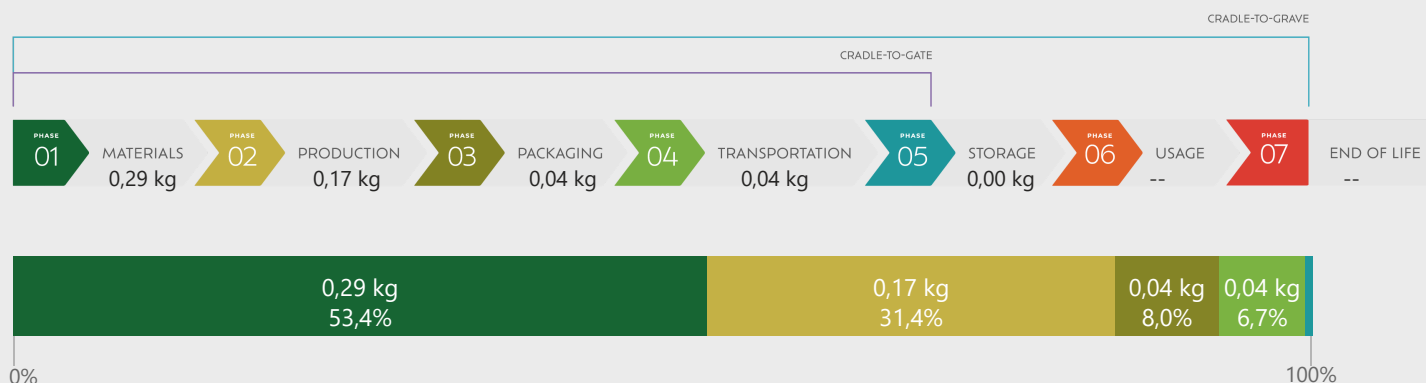 CRADLE-TO-GRAVE
CRADLE-TO-GATE
PHASE
01
MATERIALS
0,29 kg
PHASE
02
PRODUCTION
0,17 kg
PHASE
03
PACKAGING
0,04 kg
PHASE
04
TRANSPORTATION
0,04 kg
PHASE
05
STORAGE
0,00 kg
PHASE
06
USAGE
--
PHASE
07
END OF LIFE
--
0,29 kg
53,4%
0,17 kg
31,4%
0,04 kg
8,0%
0,04 kg
6,7%
0%
100%